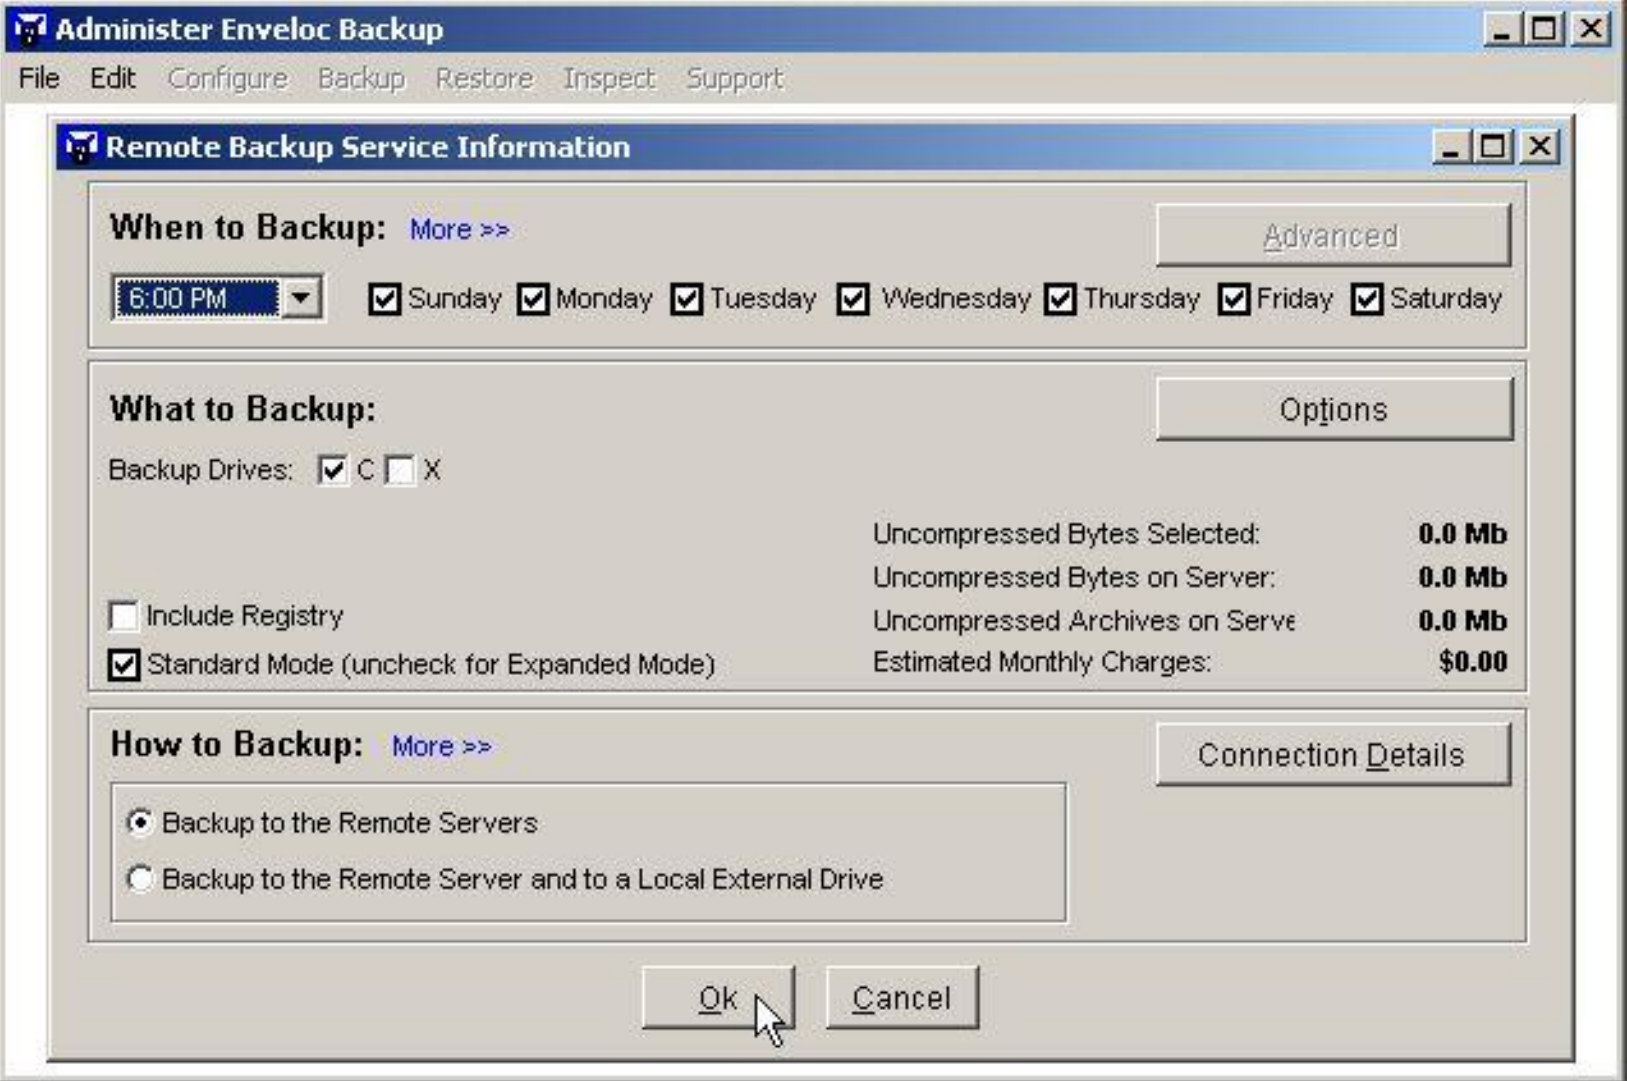 Administer Enveloc Backup
File Edit Configure Backup Restore Inspect Support
Remote Backup Service Information
When to Backup: More >>
Advanced
6:00 PM Sunday Monday Tuesday Wednesday Thursday Friday Saturday
What to Backup:
Options
Backup Drives: C X
Uncompressed Bytes Selected: 0.0 Mb
Uncompressed Bytes on Server: 0.0 Mb
Include Registry
Uncompressed Archives on Serve 0.0 Mb
Standard Mode (uncheck for Expanded Mode)
Estimated Monthly Charges: $0.00
How to Backup: More >>
Connection Details
Backup to the Remote Servers
Backup to the Remote Server and to a Local External Drive
Ok Cancel